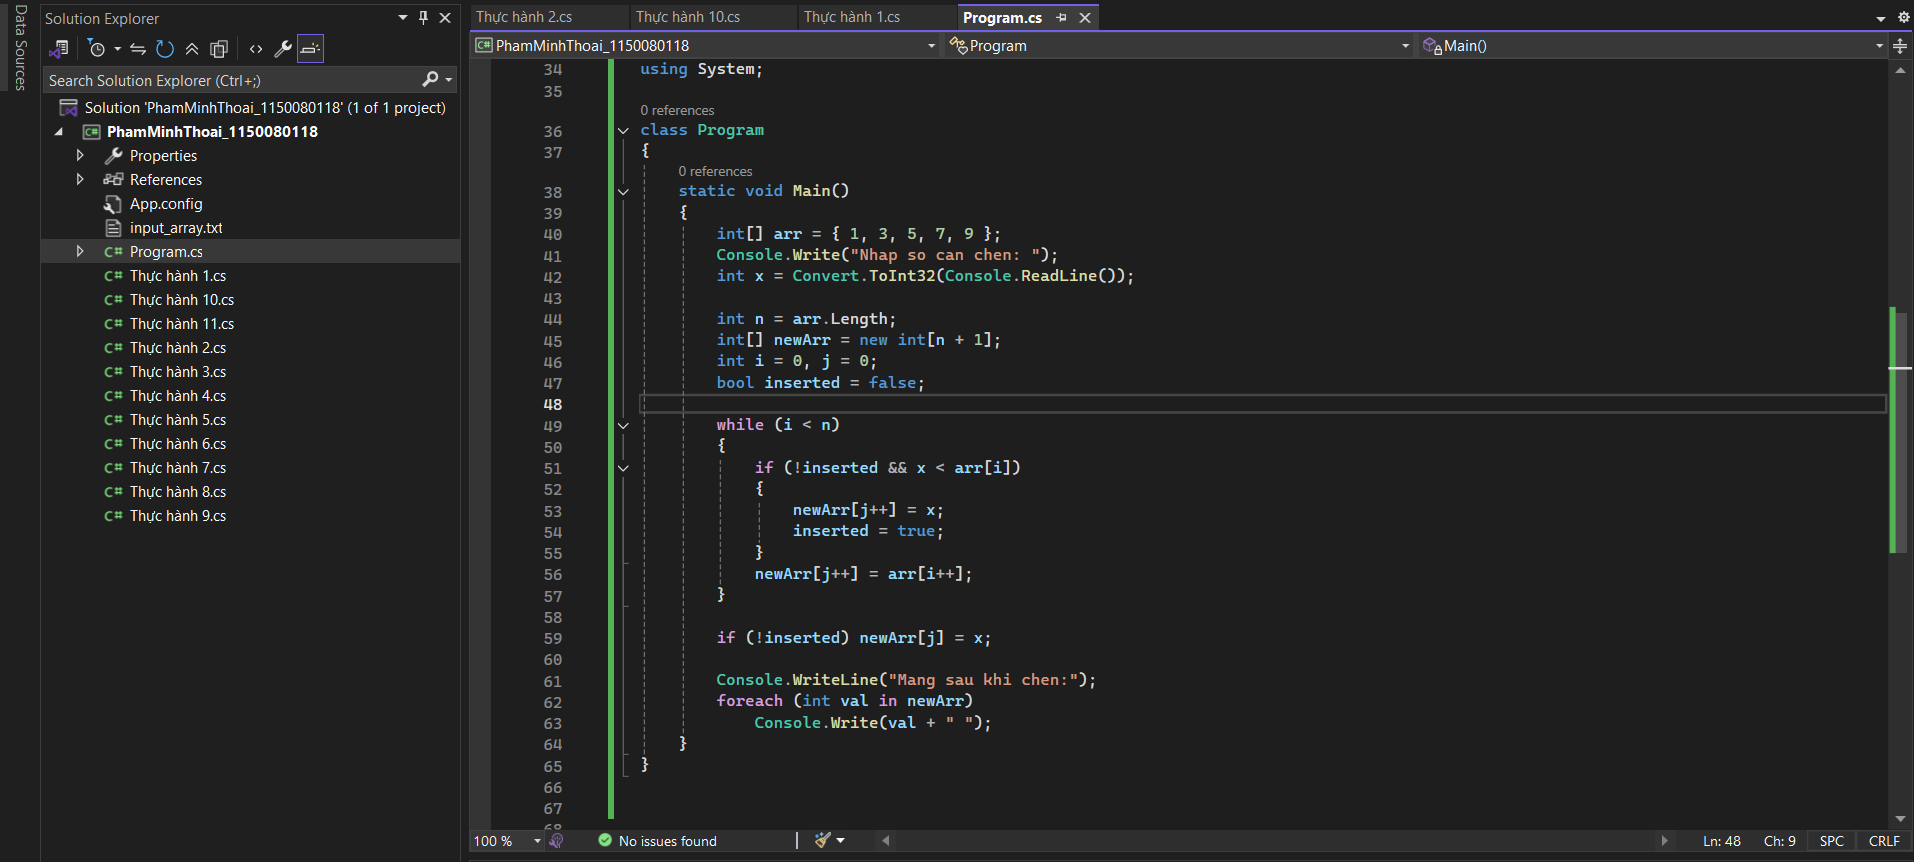 Data Sources
Solution Explorer
Search Solution Explorer (Ctrl+;)
Solution 'PhamMinhThoai_1150080118' (1 of 1 project)
PhamMinhThoai_1150080118
Properties
References
App.config
input_array.txt
C# Program.cs
C# Thực hành 1.cs
C# Thực hành 10.cs
C# Thực hành 11.cs
C# Thực hành 2.cs
C# Thực hành 3.cs
C# Thực hành 4.cs
C# Thực hành 5.cs
C# Thực hành 6.cs
C# Thực hành 7.cs
C# Thực hành 8.cs
C# Thực hành 9.cs
Thực hành 2.cs Thực hành 10.cs Thực hành 1.cs Program.cs
C# PhamMinhThoai_1150080118 Program Main()
34 using System;
35
0 references
36 class Program
37 {
0 references
38 static void Main()
39 {
40 int[] arr = { 1, 3, 5, 7, 9 };
41 Console.Write("Nhap so can chen: ");
42 int x = Convert.ToInt32(Console.ReadLine());
43
44 int n = arr.Length;
45 int[] newArr = new int[n + 1];
46 int i = 0, j = 0;
47 bool inserted = false;
48
49 while (i < n)
50 {
51 if (!inserted && x < arr[i])
52 {
53 newArr[j++] = x;
54 inserted = true;
55 }
56 newArr[j++] = arr[i++];
57 }
58
59 if (!inserted) newArr[j] = x;
60
61 Console.WriteLine("Mang sau khi chen:");
62 foreach (int val in newArr)
63 Console.Write(val + " ");
64 }
65 }
66
67
68
100 % No issues found Ln: 48 Ch: 9 SPC CRLF